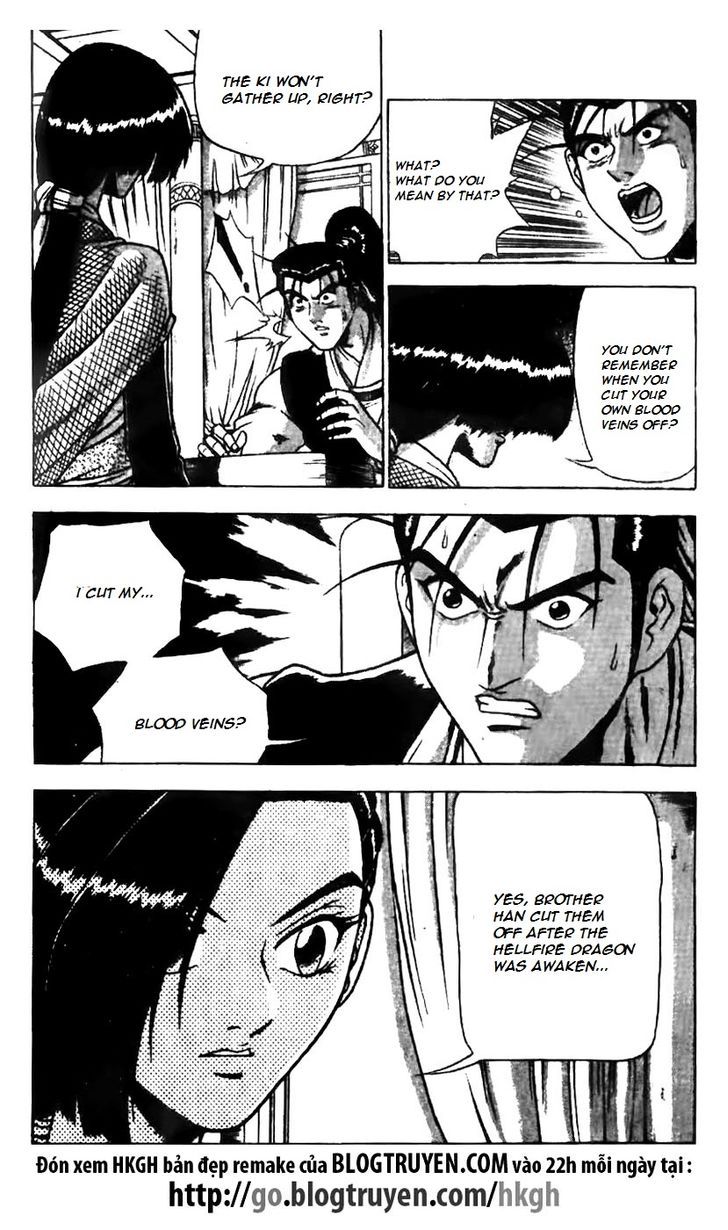 THE KI WON'T
GATHER UP, RIGHT?
WHAT?
WHAT DO YOU
MEAN BY THAT?
YOU DON'T
REMEMBER
WHEN YOU
CUT YOUR
OWN BLOOD
VEINS OFF?
I CUT MY...
BLOOD VEINS?
YES, BROTHER
HAN CUT THEM
OFF AFTER THE
HELLFIRE DRAGON
WAS AWAKEN...
Đón xem HKGH bản đẹp remake của BLOGTRUYEN.COM vào 22h mỗi ngày tại :
http://go.blogtruyen.com/hkgh